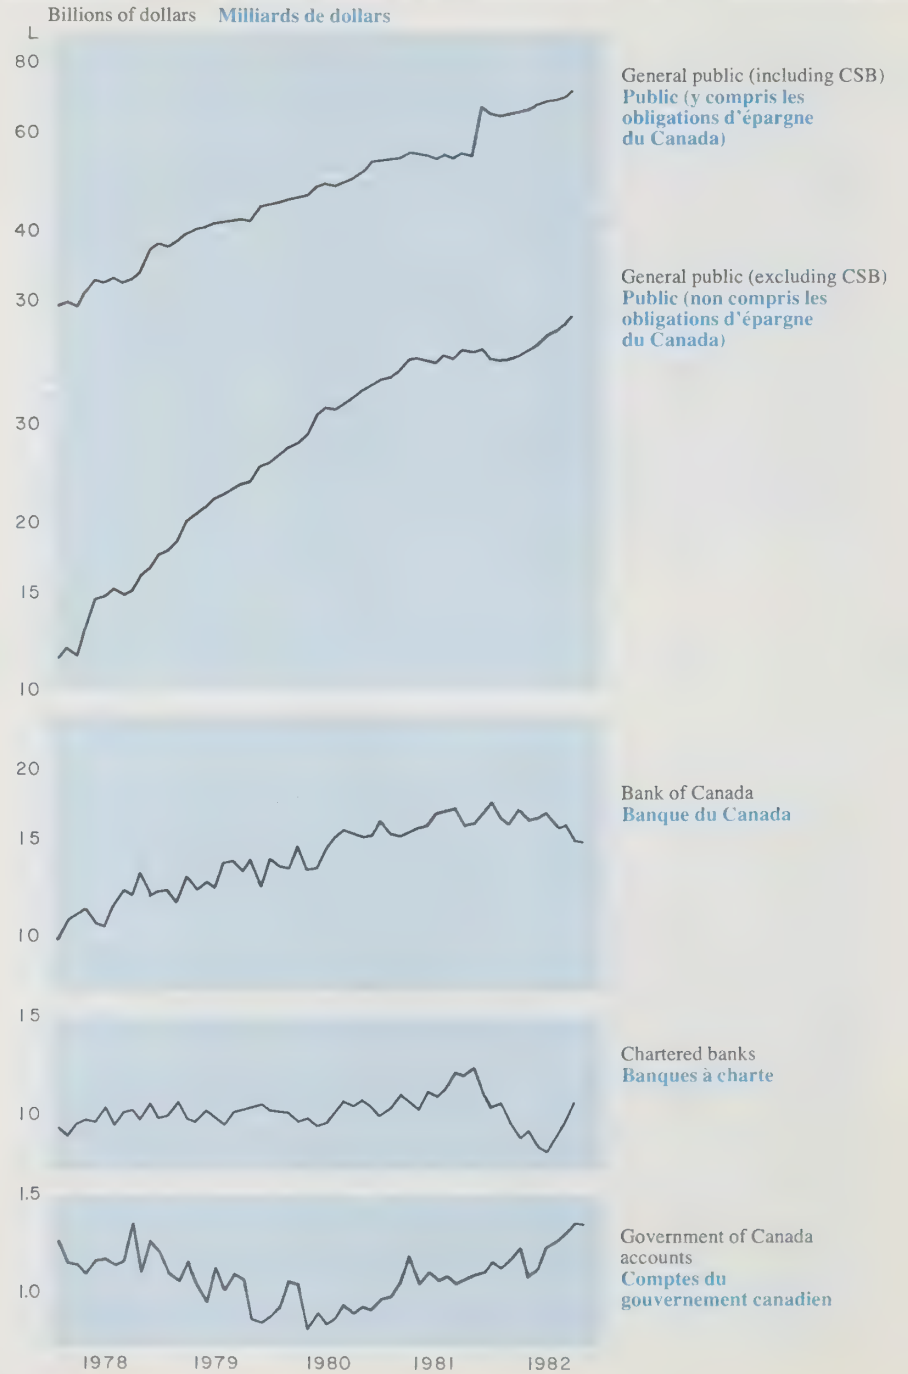 Billions of dollars Milliards de dollars
L
80
General public (including CSB)
Public (y compris les
obligations d'épargne
du Canada)
60
40
General public (excluding CSB)
Public (non compris les
obligations d'épargne
du Canada)
30
30
20
15
10
20
Bank of Canada
Banque du Canada
15
10
15
Chartered banks
Banques à charte
10
1.5
Government of Canada
accounts
Comptes du
gouvernement canadien
1.0
1978 1979 1980 1981 1982